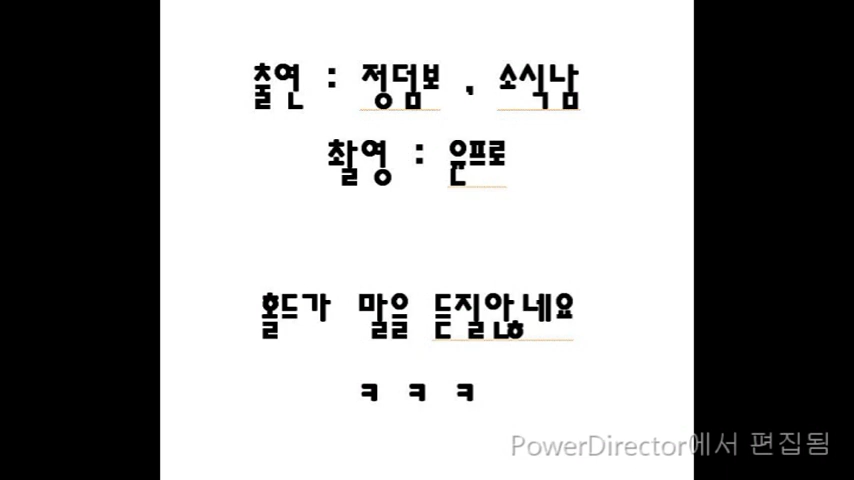 출연 : 정덤보 , 소식남
촬영 : 윤프로
홀드가 말을 듣질않네요
ㅋ ㅋ ㅋ
PowerDirector에서 편집됨